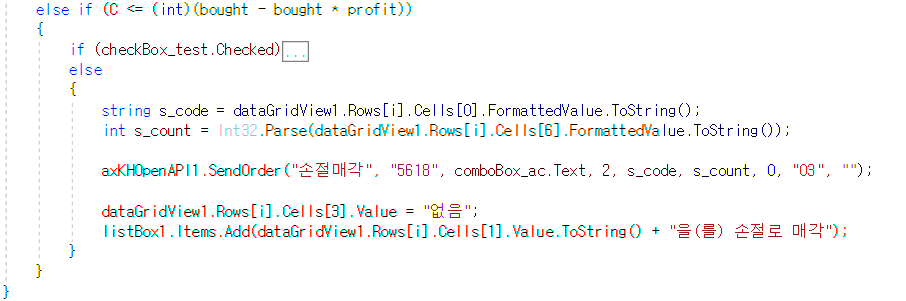 else if (C <= (int)(bought - bought * profit))
{
if (checkBox_test.Checked)...
else
{
string s_code = dataGridView1.Rows[i].Cells[0].FormattedValue.ToString();
int s_count = Int32.Parse(dataGridView1.Rows[i].Cells[6].FormattedValue.ToString());
axKHOpenAPI1.SendOrder("손절매각", "5618", comboBox_ac.Text, 2, s_code, s_count, 0, "03", "");
dataGridView1.Rows[i].Cells[3].Value = "없음";
listBox1.Items.Add(dataGridView1.Rows[i].Cells[1].Value.ToString() + "을(를) 손절로 매각");
}
}
}